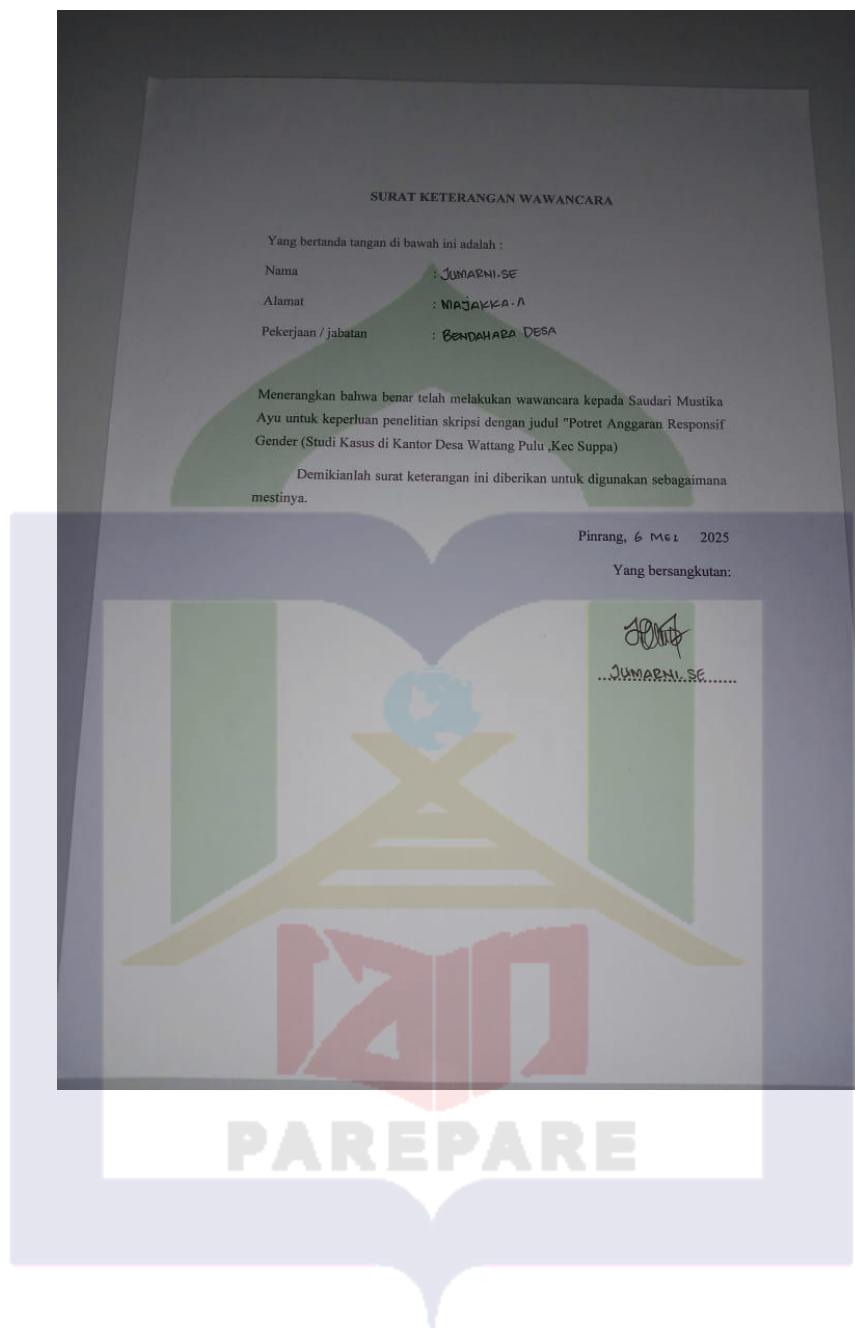 SURAT KETERANGAN WAWANCARA
Yang bertanda tangan di bawah ini adalah :
Nama : JUMARNI.SE
Alamat : MAJAKKA.A
Pekerjaan / jabatan : BENDAHARA DESA
Menerangkan bahwa benar telah melakukan wawancara kepada Saudari Mustika
Ayu untuk keperluan penelitian skripsi dengan judul "Potret Anggaran Responsif
Gender (Studi Kasus di Kantor Desa Wattang Pulu ,Kec Suppa)
Demikianlah surat keterangan ini diberikan untuk digunakan sebagaimana
mestinya.
Pinrang, 6 MEI 2025
Yang bersangkutan:
JUMARNI. SE
iain
PAREPARE